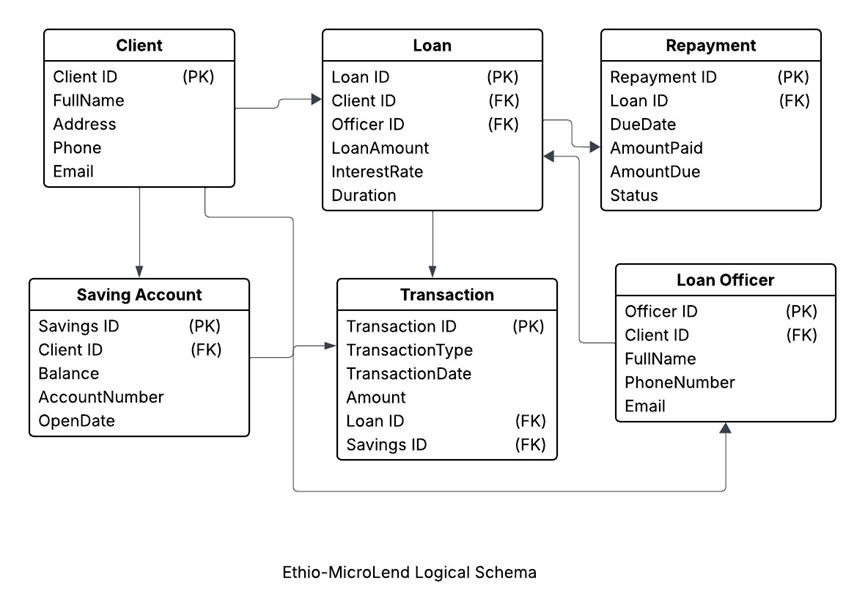 Client
Client ID (PK)
FullName
Address
Phone
Email
Loan
Loan ID (PK)
Client ID (FK)
Officer ID (FK)
LoanAmount
InterestRate
Duration
Repayment
Repayment ID (PK)
Loan ID (FK)
DueDate
AmountPaid
AmountDue
Status
Saving Account
Savings ID (PK)
Client ID (FK)
Balance
AccountNumber
OpenDate
Transaction
Transaction ID (PK)
TransactionType
TransactionDate
Amount
Loan ID (FK)
Savings ID (FK)
Loan Officer
Officer ID (PK)
Client ID (FK)
FullName
PhoneNumber
Email
Ethio-MicroLend Logical Schema